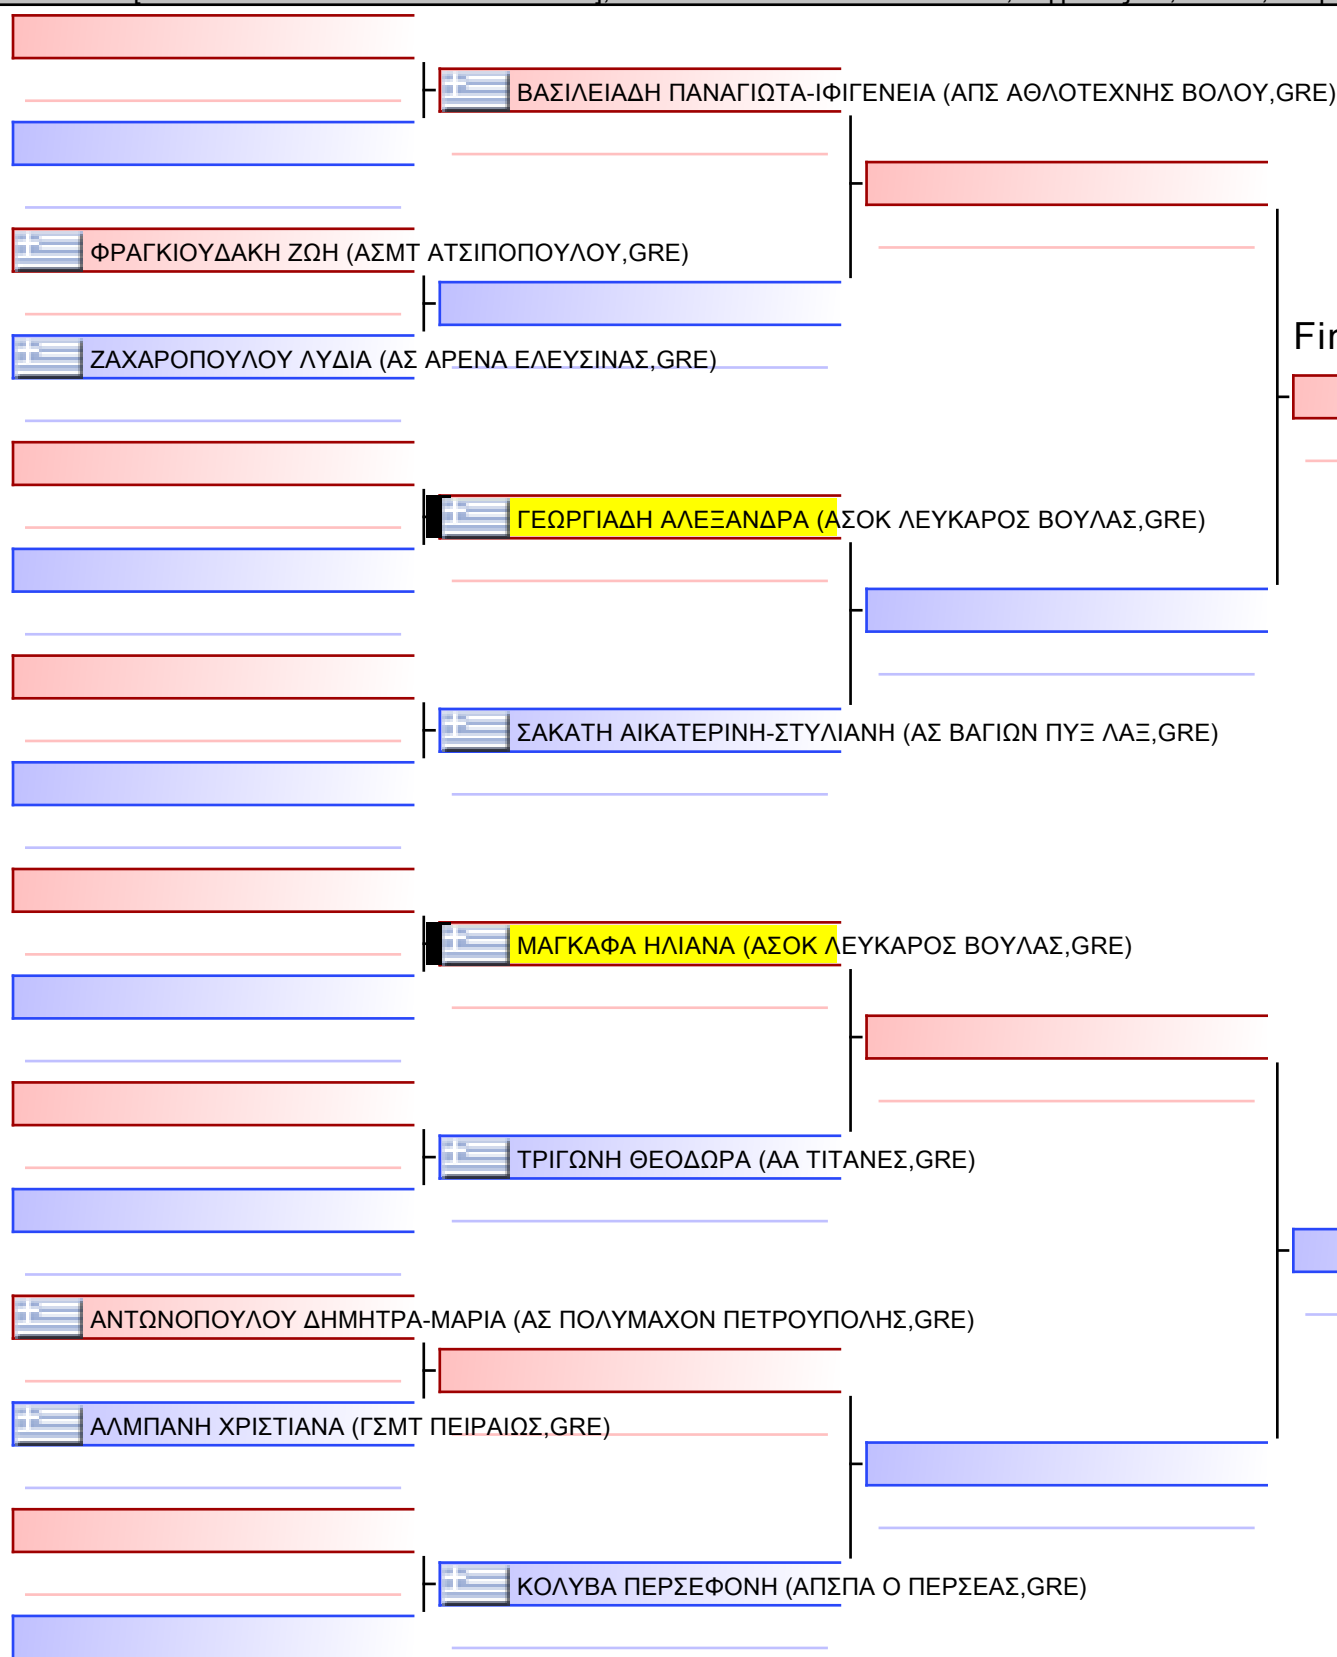 ΒΑΣΙΛΕΙΑΔΗ ΠΑΝΑΓΙΩΤΑ-ΙΦΙΓΕΝΕΙΑ (ΑΠΣ ΑΘΛΟΤΕΧΝΗΣ ΒΟΛΟΥ,GRE)
ΦΡΑΓΚΙΟΥΔΑΚΗ ΖΩΗ (ΑΣΜΤ ΑΤΣΙΠΟΠΟΥΛΟΥ,GRE)
ΖΑΧΑΡΟΠΟΥΛΟΥ ΛΥΔΙΑ (ΑΣ ΑΡΕΝΑ ΕΛΕΥΣΙΝΑΣ,GRE)
ΓΕΩΡΓΙΑΔΗ ΑΛΕΞΑΝΔΡΑ (ΑΣΟΚ ΛΕΥΚΑΡΟΣ ΒΟΥΛΑΣ,GRE)
ΣΑΚΑΤΗ ΑΙΚΑΤΕΡΙΝΗ-ΣΤΥΛΙΑΝΗ (ΑΣ ΒΑΓΙΩΝ ΠΥΞ ΛΑΞ,GRE)
ΜΑΓΚΑΦΑ ΗΛΙΑΝΑ (ΑΣΟΚ ΛΕΥΚΑΡΟΣ ΒΟΥΛΑΣ,GRE)
ΤΡΙΓΩΝΗ ΘΕΟΔΩΡΑ (ΑΑ ΤΙΤΑΝΕΣ,GRE)
ΑΝΤΩΝΟΠΟΥΛΟΥ ΔΗΜΗΤΡΑ-ΜΑΡΙΑ (ΑΣ ΠΟΛΥΜΑΧΟΝ ΠΕΤΡΟΥΠΟΛΗΣ,GRE)
ΑΛΜΠΑΝΗ ΧΡΙΣΤΙΑΝΑ (ΓΣΜΤ ΠΕΙΡΑΙΩΣ,GRE)
ΚΟΛΥΒΑ ΠΕΡΣΕΦΟΝΗ (ΑΠΣΠΑ Ο ΠΕΡΣΕΑΣ,GRE)